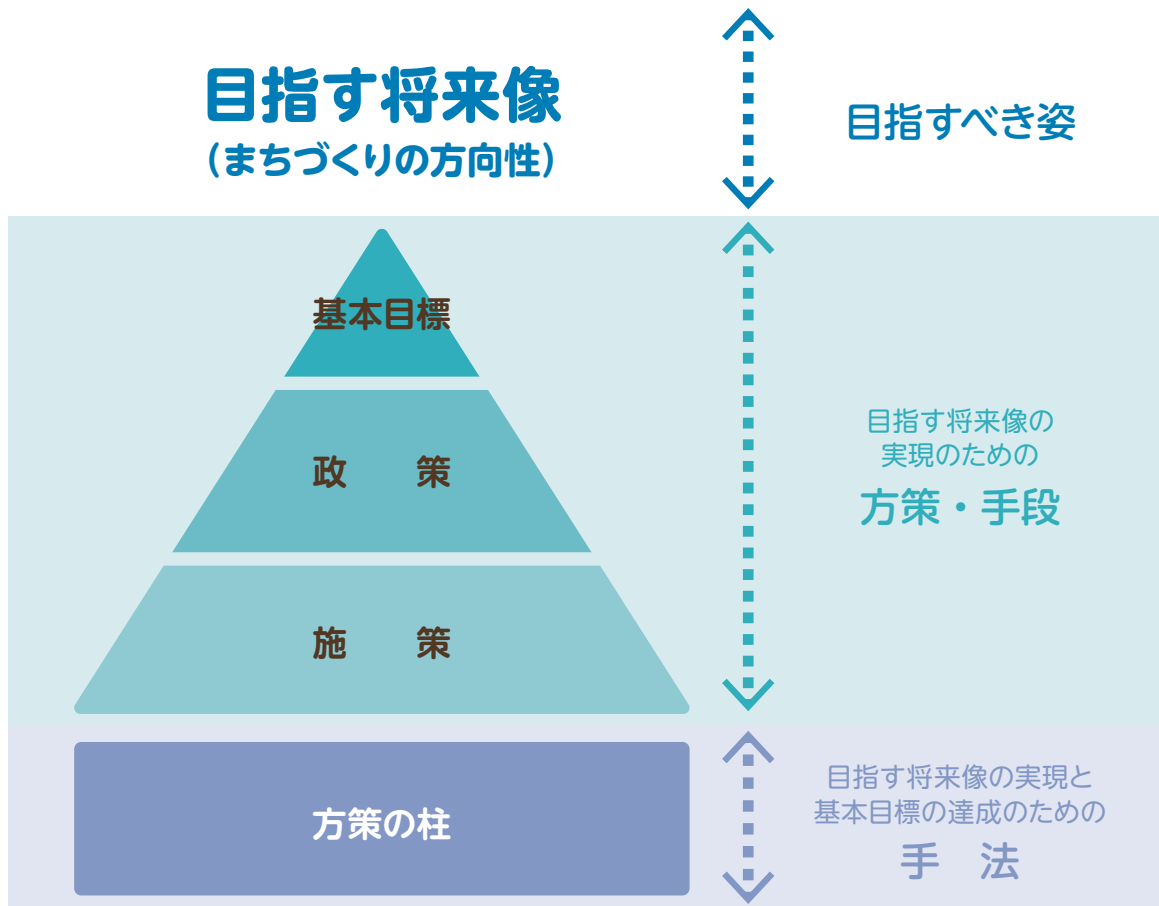 目指す将来像
（まちづくりの方向性）
目指すべき姿
基本目標
政　　策
施　　策
目指す将来像の
実現のための
方策・手段
方策の柱
目指す将来像の実現と
基本目標の達成のための
手　法